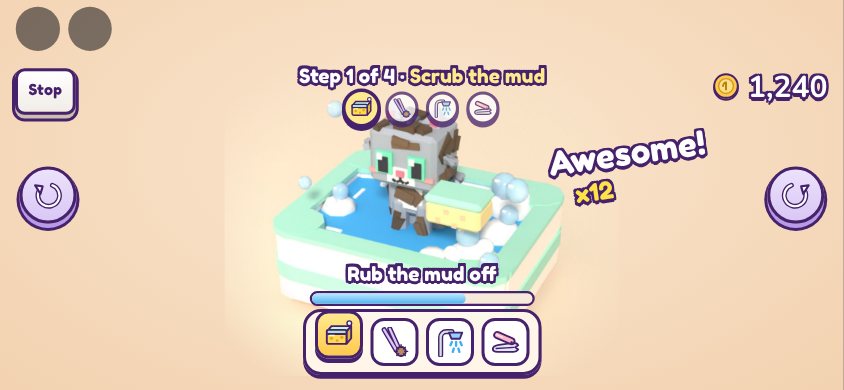 Step 1 of 4 · Scrub the mud
Stop
1,240
Awesome!
x12
Rub the mud off